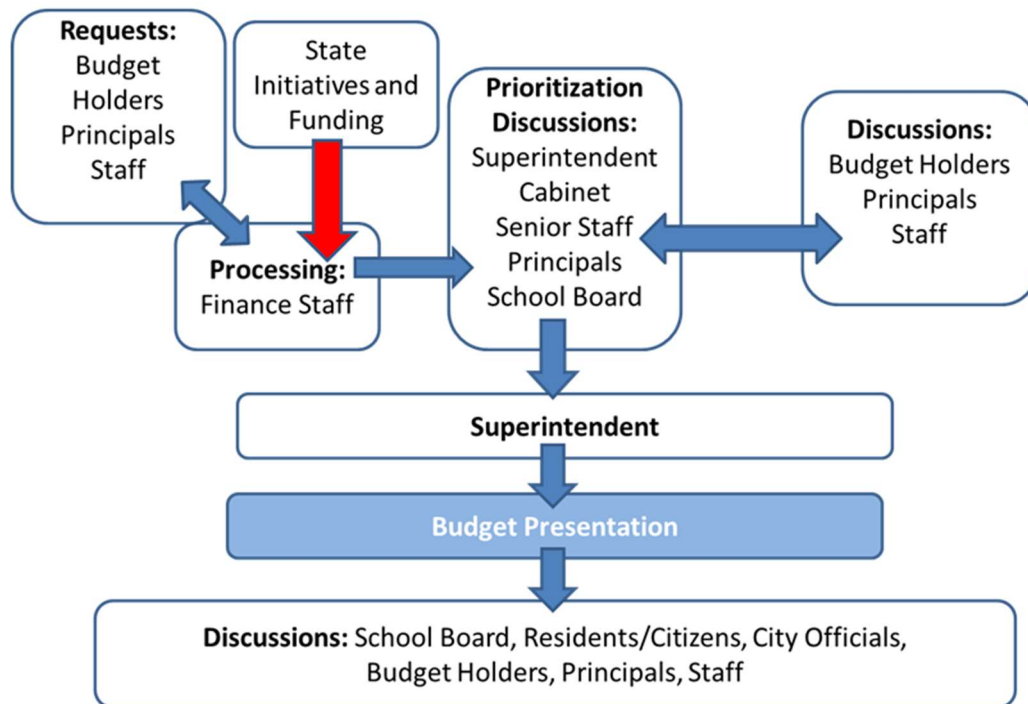 Requests:
Budget
Holders
Principals
Staff
State
Initiatives and
Funding
Processing:
Finance Staff
Prioritization
Discussions:
Superintendent
Cabinet
Senior Staff
Principals
School Board
Discussions:
Budget Holders
Principals
Staff
Superintendent
Budget Presentation
Discussions: School Board, Residents/Citizens, City Officials,
Budget Holders, Principals, Staff